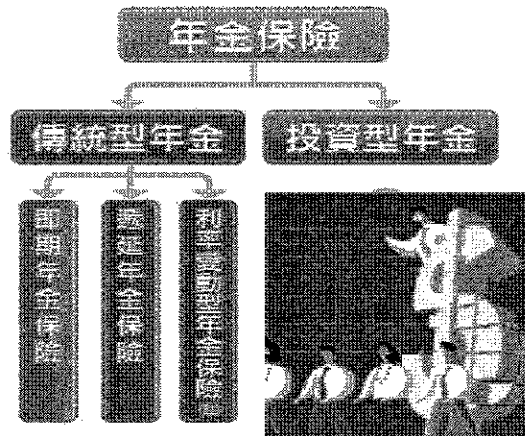 年金保險
傳統型年金
投資型年金
即期年金保險
遞延年金保險
利率變動型年金保險